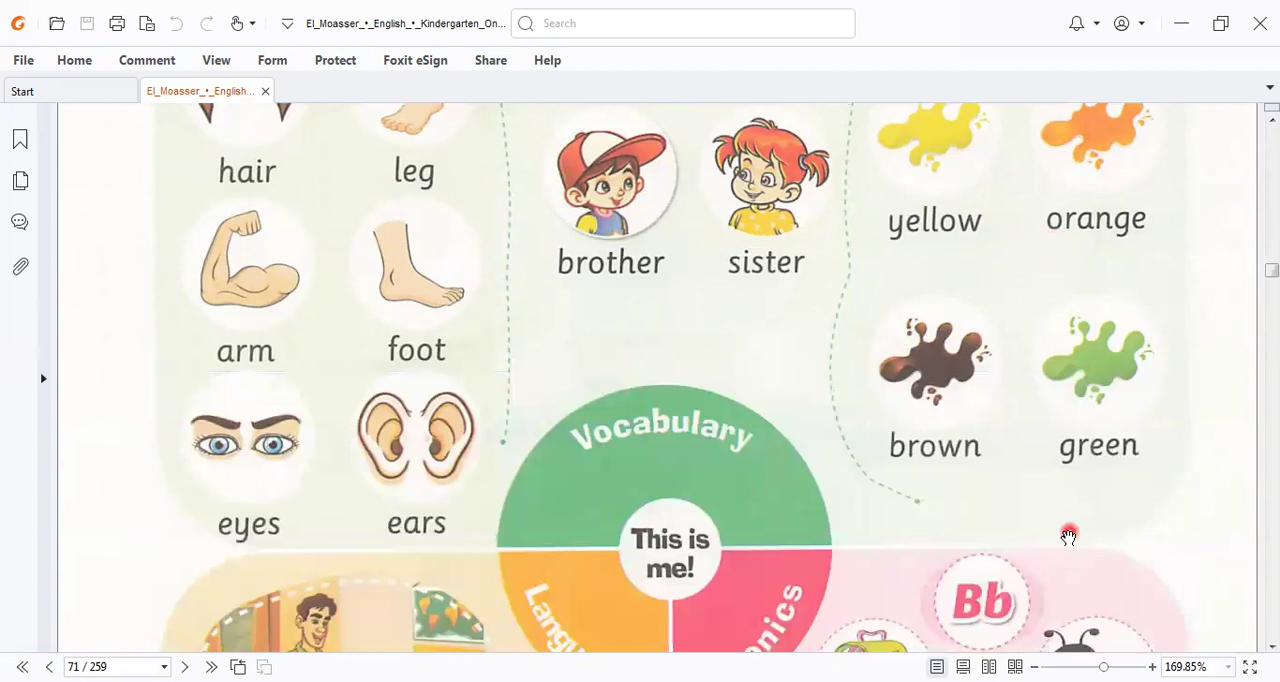 El_Moasser_•_English_•_Kindergarten_On...
Search
File Home Comment View Form Protect Foxit eSign Share Help
Start
El_Moasser_•_English...
hair leg
arm foot
eyes ears
brother sister
yellow orange
brown green
Vocabulary
This is
me!
Bb
71 / 259
169.85%